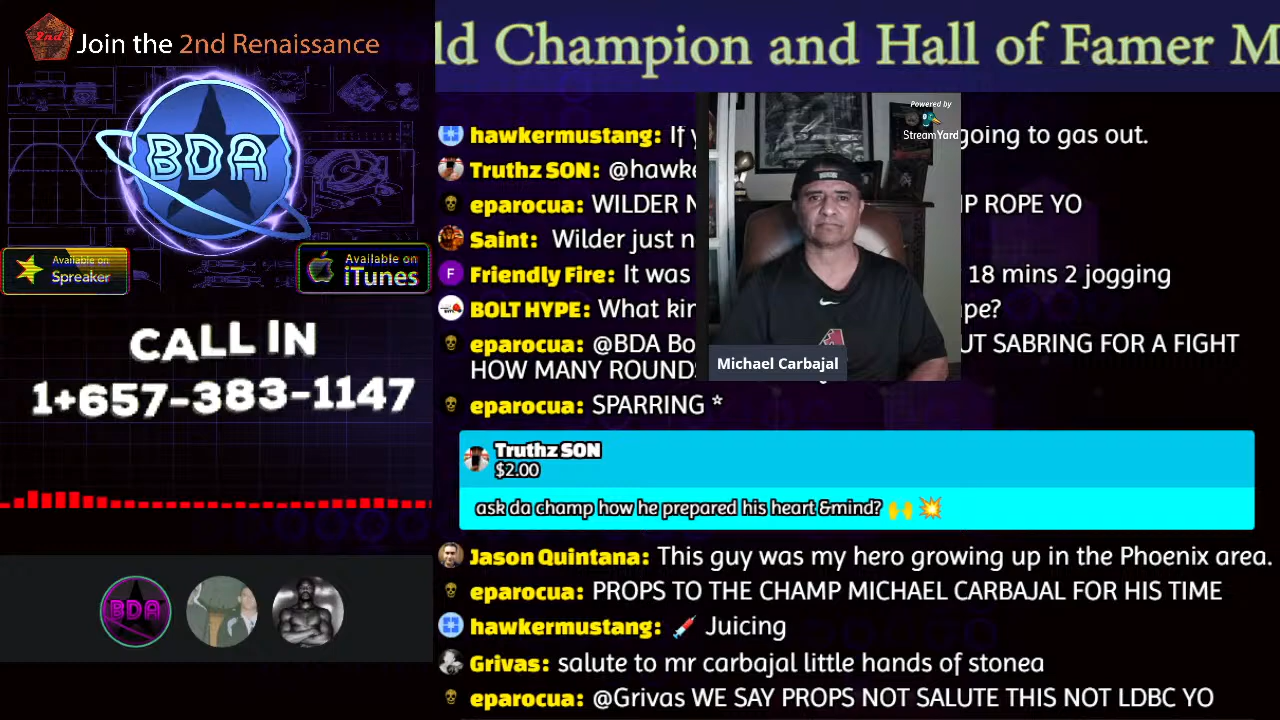 2nd
Join the 2nd Renaissance
BDA
Available on
Spreaker
Available on
iTunes
CALL IN
1+657-383-1147
BDA
ld Champion and Hall of Famer M
Powered by
StreamYard
Michael Carbajal
hawkermustang: If y going to gas out.
Truthz SON: @hawke
eparocua: WILDER N IP ROPE YO
Saint: Wilder just n
Friendly Fire: It was 18 mins 2 jogging
BOLT HYPE: What kin pe?
eparocua: @BDA Bo UT SABRING FOR A FIGHT
HOW MANY ROUNDS
eparocua: SPARRING *
Truthz SON
$2.00
ask da champ how he prepared his heart &mind? 🙌 💥
Jason Quintana: This guy was my hero growing up in the Phoenix area.
eparocua: PROPS TO THE CHAMP MICHAEL CARBAJAL FOR HIS TIME
hawkermustang: 💉 Juicing
Grivas: salute to mr carbajal little hands of stonea
eparocua: @Grivas WE SAY PROPS NOT SALUTE THIS NOT LDBC YO